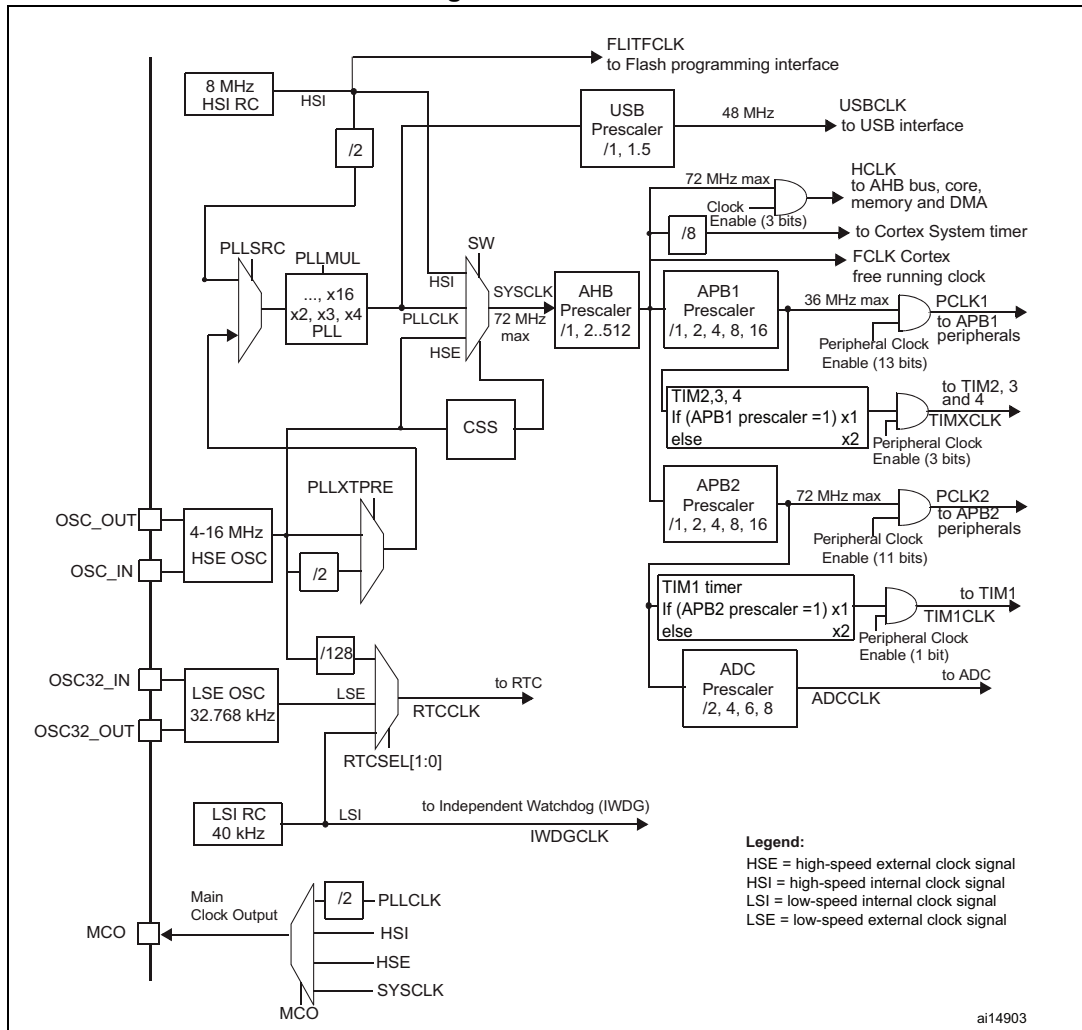 FLITFCLK
to Flash programming interface
8 MHz
HSI RC
HSI
/2
USB
Prescaler
/1, 1.5
48 MHz
USBCLK
to USB interface
72 MHz max
Clock
Enable (3 bits)
HCLK
to AHB bus, core,
memory and DMA
/8
to Cortex System timer
FCLK Cortex
free running clock
PLLSRC
PLLMUL
..., x16
x2, x3, x4
PLL
SW
HSI
PLLCLK
HSE
SYSCLK
72 MHz
max
AHB
Prescaler
/1, 2..512
APB1
Prescaler
/1, 2, 4, 8, 16
36 MHz max
PCLK1
to APB1
peripherals
Peripheral Clock
Enable (13 bits)
TIM2,3, 4
If (APB1 prescaler =1) x1
else x2
to TIM2, 3
and 4
TIMXCLK
Peripheral Clock
Enable (3 bits)
CSS
PLLXTPRE
OSC_OUT
OSC_IN
4-16 MHz
HSE OSC
/2
APB2
Prescaler
/1, 2, 4, 8, 16
72 MHz max
PCLK2
to APB2
peripherals
Peripheral Clock
Enable (11 bits)
TIM1 timer
If (APB2 prescaler =1) x1
else x2
to TIM1
TIM1CLK
Peripheral Clock
Enable (1 bit)
/128
OSC32_IN
OSC32_OUT
LSE OSC
32.768 kHz
LSE
to RTC
RTCCLK
RTCSEL[1:0]
ADC
Prescaler
/2, 4, 6, 8
to ADC
ADCCLK
LSI RC
40 kHz
LSI
to Independent Watchdog (IWDG)
IWDGCLK
Legend:
HSE = high-speed external clock signal
HSI = high-speed internal clock signal
LSI = low-speed internal clock signal
LSE = low-speed external clock signal
Main
Clock Output
MCO
/2
PLLCLK
HSI
HSE
SYSCLK
MCO
ai14903